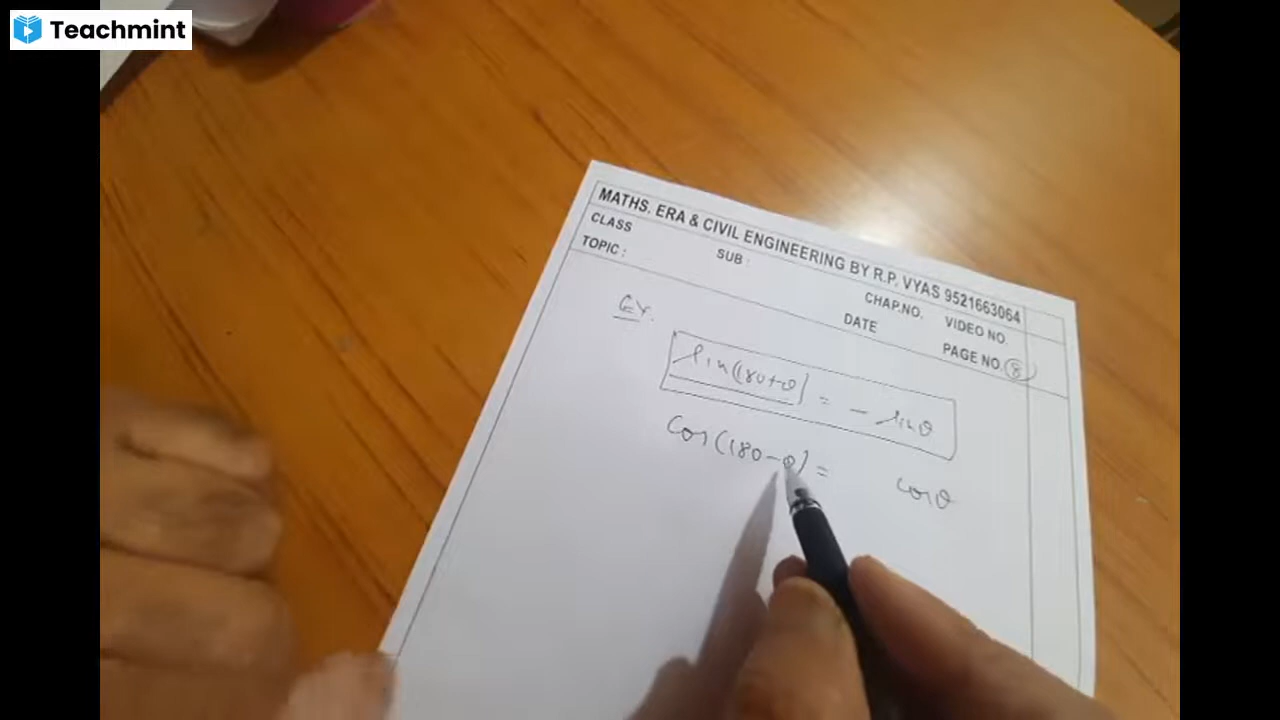 Teachmint
MATHS, ERA & CIVIL ENGINEERING BY R.P. VYAS 9521663064
CLASS
SUB :
CHAP.NO.
VIDEO NO.
TOPIC :
DATE
PAGE NO. 8
Ex.
sin(180+θ) = - sinθ
cos(180-θ) = cosθ